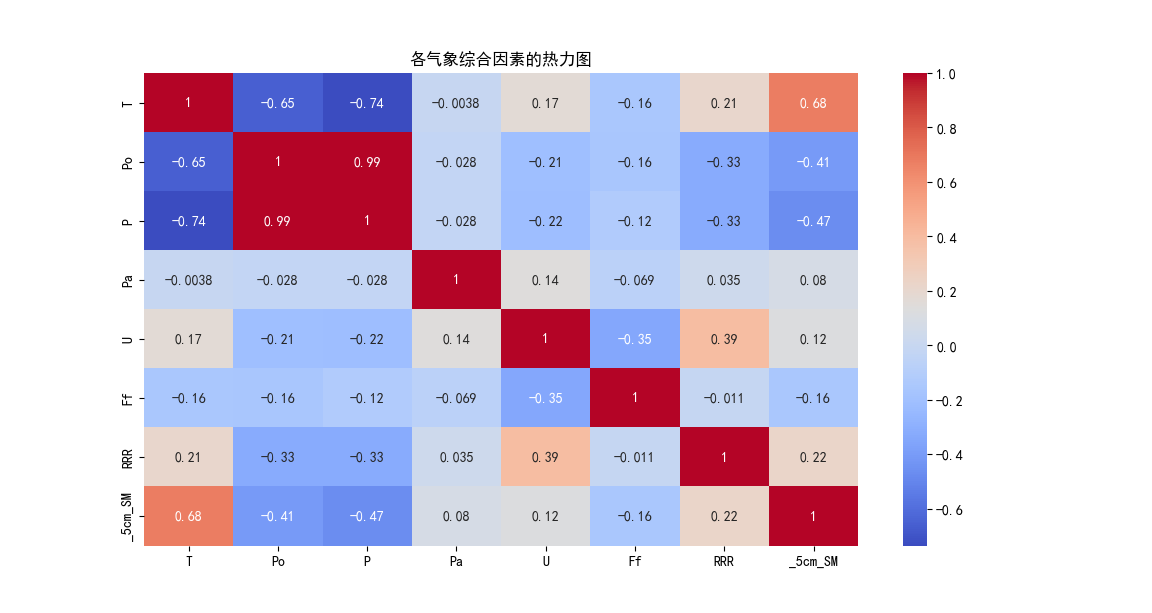 各气象综合因素的热力图
T 1 -0.65 -0.74 -0.0038 0.17 -0.16 0.21 0.68
Po -0.65 1 0.99 -0.028 -0.21 -0.16 -0.33 -0.41
P -0.74 0.99 1 -0.028 -0.22 -0.12 -0.33 -0.47
Pa -0.0038 -0.028 -0.028 1 0.14 -0.069 0.035 0.08
U 0.17 -0.21 -0.22 0.14 1 -0.35 0.39 0.12
Ff -0.16 -0.16 -0.12 -0.069 -0.35 1 -0.011 -0.16
RRR 0.21 -0.33 -0.33 0.035 0.39 -0.011 1 0.22
_5cm_SM 0.68 -0.41 -0.47 0.08 0.12 -0.16 0.22 1
T Po P Pa U Ff RRR _5cm_SM
1.0
0.8
0.6
0.4
0.2
0.0
-0.2
-0.4
-0.6